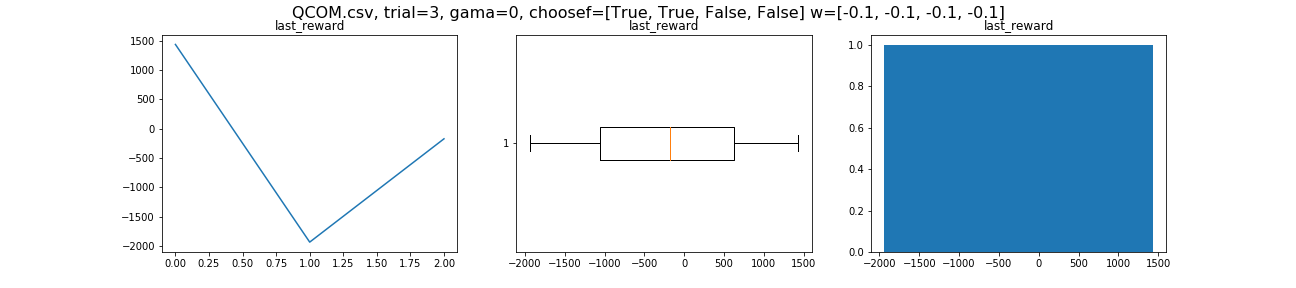 QCOM.csv, trial=3, gama=0, choosef=[True, True, False, False] w=[-0.1, -0.1, -0.1, -0.1]
last_reward
1500
1000
500
0
−500
−1000
−1500
−2000
0.00 0.25 0.50 0.75 1.00 1.25 1.50 1.75 2.00
last_reward
1
−2000 −1500 −1000 −500 0 500 1000 1500
last_reward
1.0
0.8
0.6
0.4
0.2
0.0
−2000 −1500 −1000 −500 0 500 1000 1500